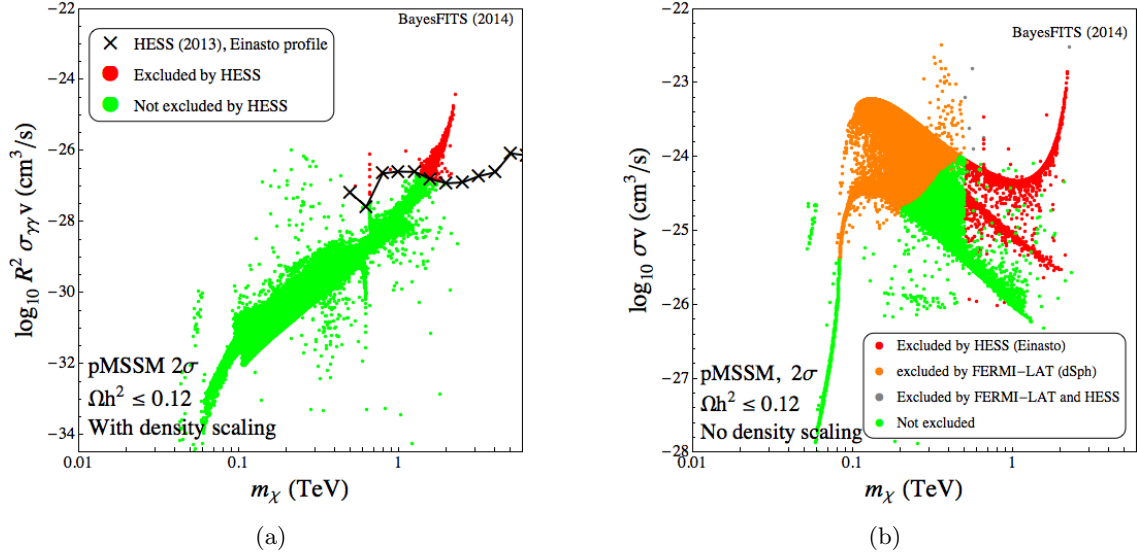 -22
-24
-26
-28
-30
-32
-34
log₁₀ R² σγγ v (cm³/s)
BayesFITS (2014)
HESS (2013), Einasto profile
Excluded by HESS
Not excluded by HESS
pMSSM 2σ
Ωh² ≤ 0.12
With density scaling
0.01 0.1 1
mχ (TeV)
(a)
-22
-23
-24
-25
-26
-27
-28
log₁₀ σv (cm³/s)
BayesFITS (2014)
Excluded by HESS (Einasto)
excluded by FERMI−LAT (dSph)
Excluded by FERMI−LAT and HESS
Not excluded
pMSSM, 2σ
Ωh² ≤ 0.12
No density scaling
0.01 0.1 1
mχ (TeV)
(b)